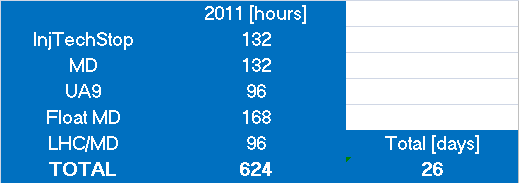 2011 [hours]
InjTechStop 132
MD 132
UA9 96
Float MD 168
LHC/MD 96 Total [days]
TOTAL 624 26